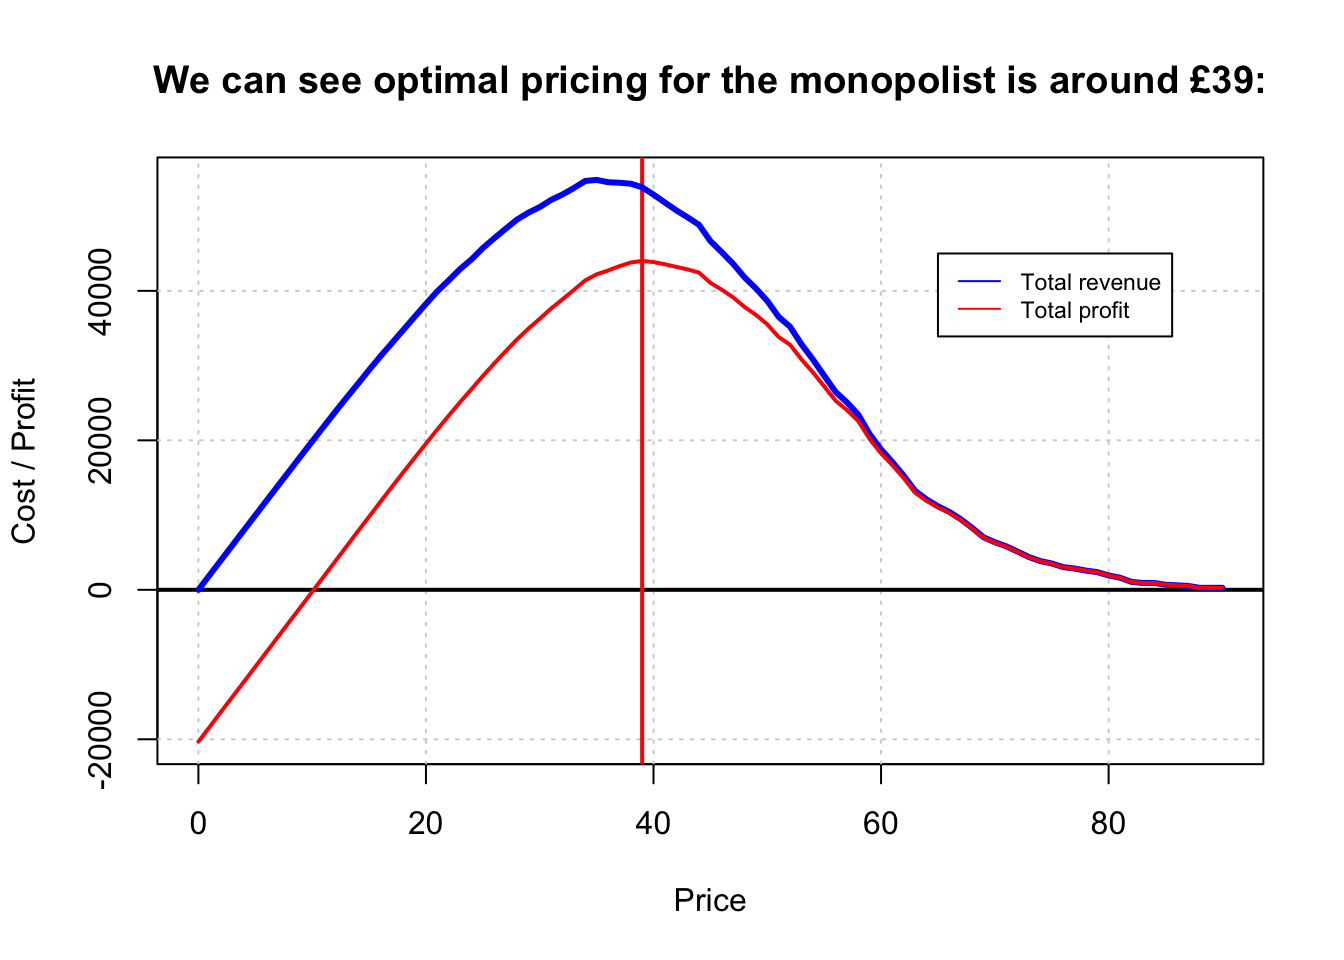 We can see optimal pricing for the monopolist is around £39:
Cost / Profit
40000
20000
0
-20000
Total revenue
Total profit
0 20 40 60 80
Price